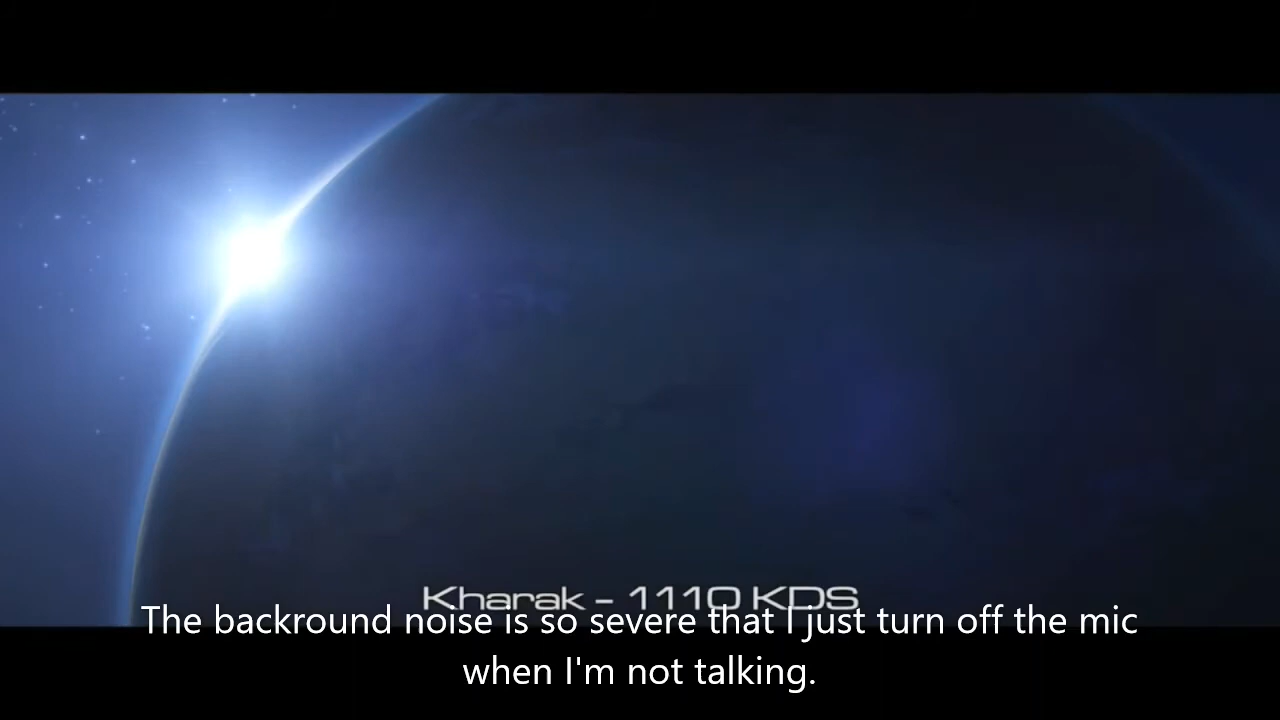 Kharak - 1110 KDS
The backround noise is so severe that I just turn off the mic
when I'm not talking.